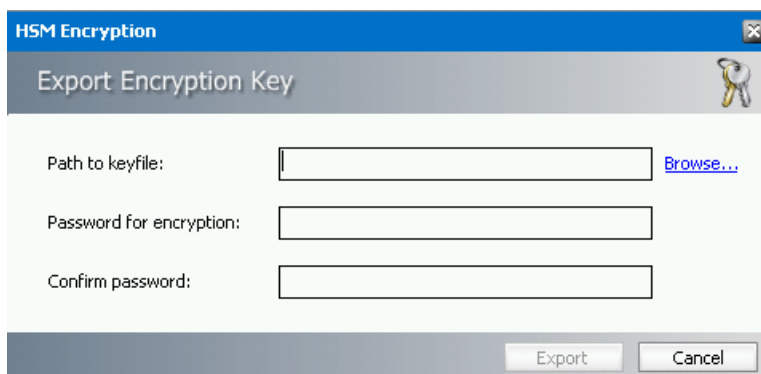 HSM Encryption
Export Encryption Key
Path to keyfile:
Browse...
Password for encryption:
Confirm password:
Export
Cancel